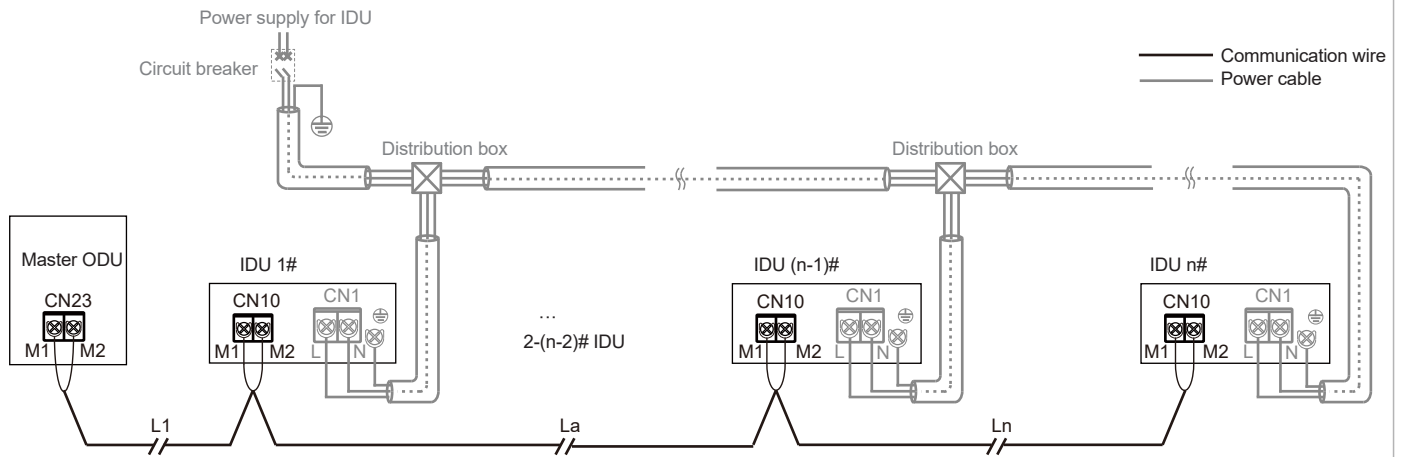 Power supply for IDU
Circuit breaker
Communication wire
Power cable
Distribution box
Distribution box
Master ODU
CN23
M1 M2
IDU 1#
CN10
CN1
M1 M2 L N
...
2-(n-2)# IDU
IDU (n-1)#
CN10
CN1
M1 M2 L N
IDU n#
CN10
CN1
M1 M2 L N
L1
La
Ln